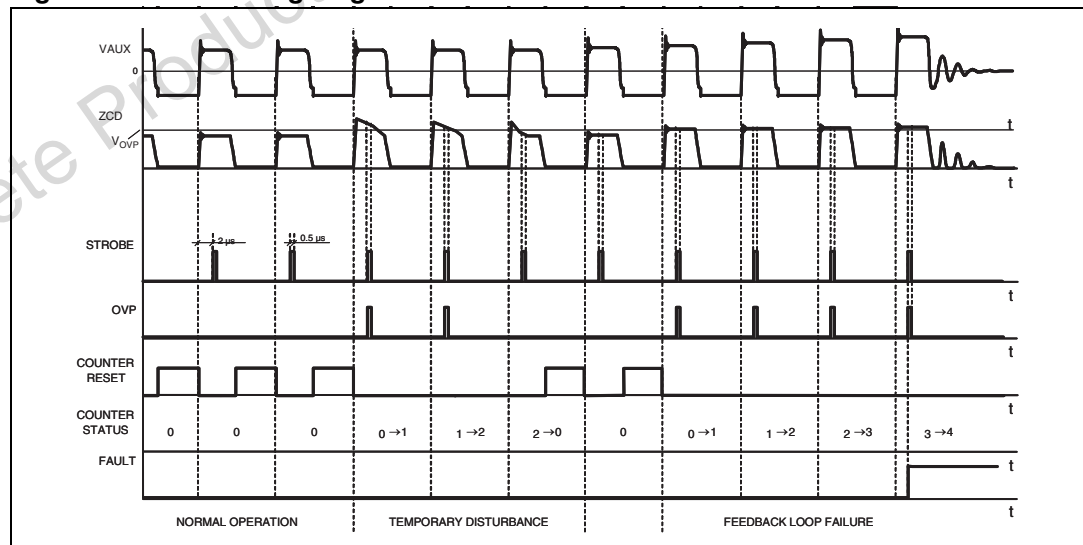 VAUX
0
ZCD
t
VOVP
t
STROBE
2 µs
0.5 µs
t
OVP
t
COUNTER
RESET
t
COUNTER
STATUS
0 0 0 0→1 1→2 2→0 0 0→1 1→2 2→3 3→4
FAULT
t
t
NORMAL OPERATION TEMPORARY DISTURBANCE FEEDBACK LOOP FAILURE